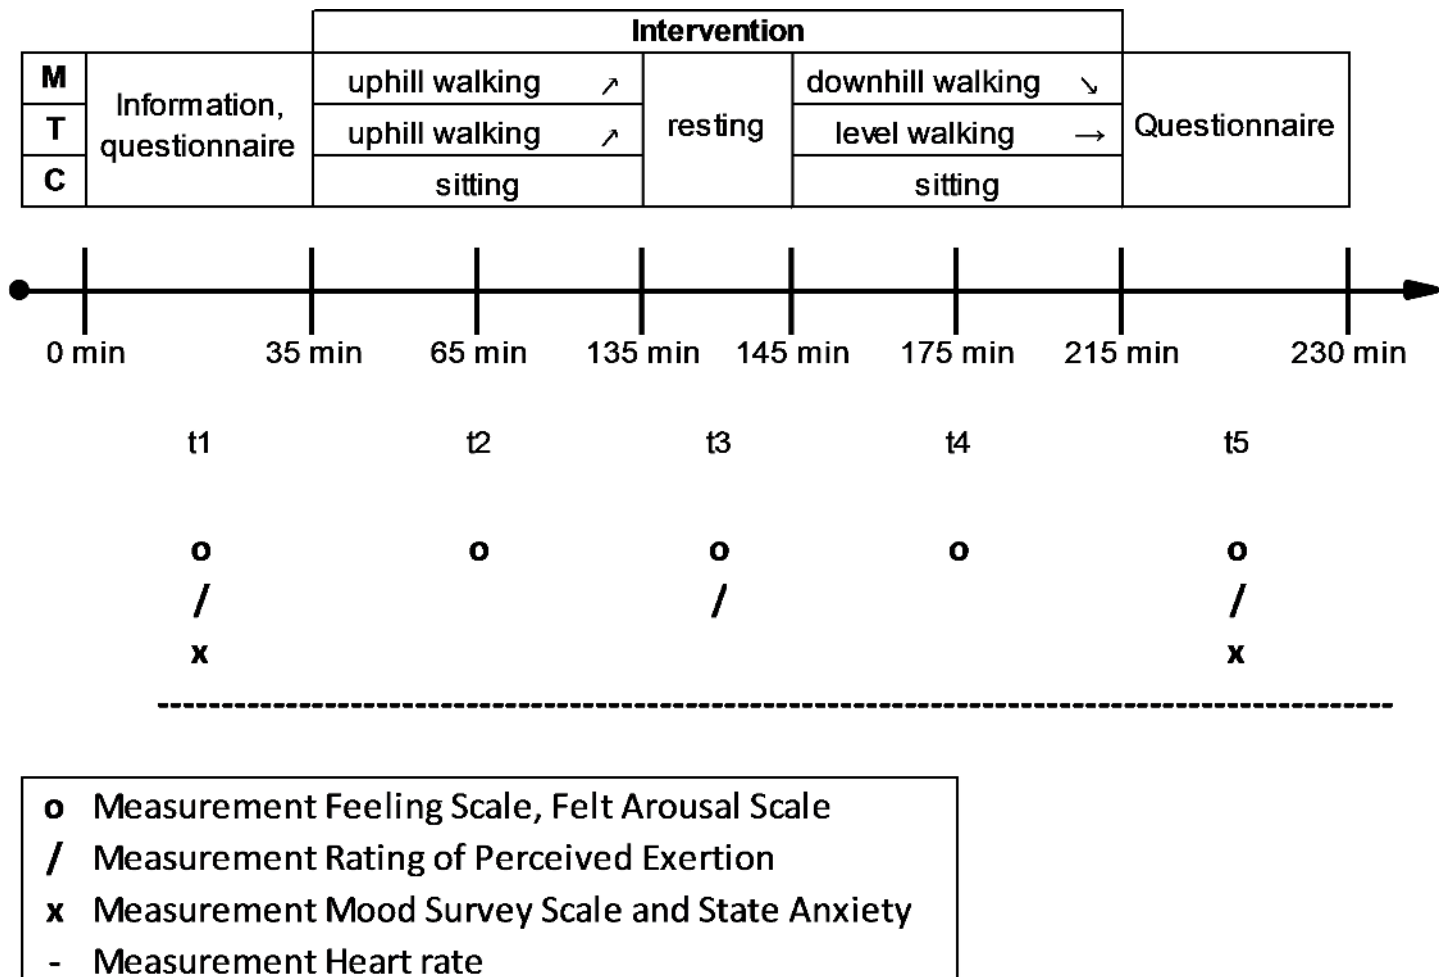 Intervention
M
Information,
questionnaire
uphill walking ↗
resting
downhill walking ↘
Questionnaire
T
uphill walking ↗
level walking →
C
sitting
sitting
0 min 35 min 65 min 135 min 145 min 175 min 215 min 230 min
t1 t2 t3 t4 t5
o o o o o
/ / /
x x
o Measurement Feeling Scale, Felt Arousal Scale
/ Measurement Rating of Perceived Exertion
x Measurement Mood Survey Scale and State Anxiety
- Measurement Heart rate